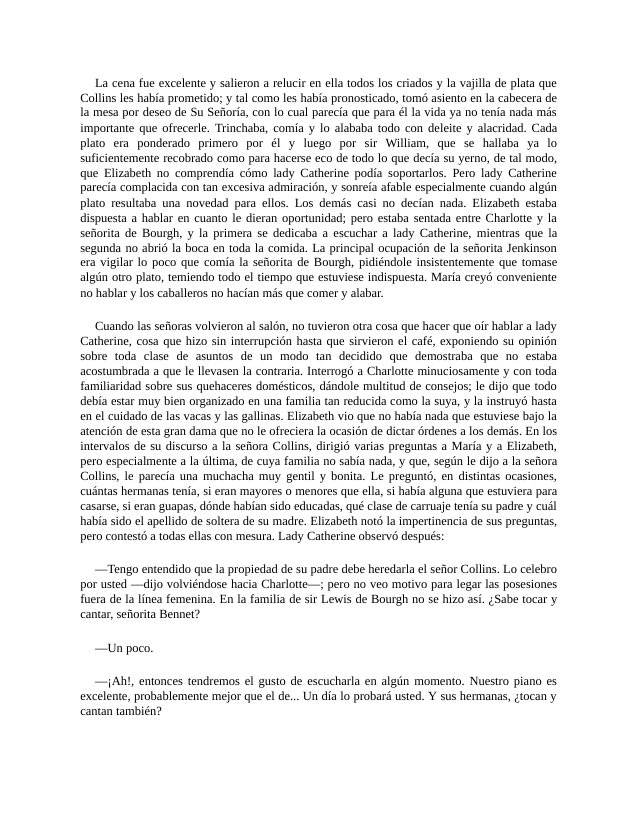 La cena fue excelente y salieron a relucir en ella todos los criados y la vajilla de plata que
Collins les había prometido; y tal como les había pronosticado, tomó asiento en la cabecera de
la mesa por deseo de Su Señoría, con lo cual parecía que para él la vida ya no tenía nada más
importante que ofrecerle. Trinchaba, comía y lo alababa todo con deleite y alacridad. Cada
plato era ponderado primero por él y luego por sir William, que se hallaba ya lo
suficientemente recobrado como para hacerse eco de todo lo que decía su yerno, de tal modo,
que Elizabeth no comprendía cómo lady Catherine podía soportarlos. Pero lady Catherine
parecía complacida con tan excesiva admiración, y sonreía afable especialmente cuando algún
plato resultaba una novedad para ellos. Los demás casi no decían nada. Elizabeth estaba
dispuesta a hablar en cuanto le dieran oportunidad; pero estaba sentada entre Charlotte y la
señorita de Bourgh, y la primera se dedicaba a escuchar a lady Catherine, mientras que la
segunda no abrió la boca en toda la comida. La principal ocupación de la señorita Jenkinson
era vigilar lo poco que comía la señorita de Bourgh, pidiéndole insistentemente que tomase
algún otro plato, temiendo todo el tiempo que estuviese indispuesta. María creyó conveniente
no hablar y los caballeros no hacían más que comer y alabar.
Cuando las señoras volvieron al salón, no tuvieron otra cosa que hacer que oír hablar a lady
Catherine, cosa que hizo sin interrupción hasta que sirvieron el café, exponiendo su opinión
sobre toda clase de asuntos de un modo tan decidido que demostraba que no estaba
acostumbrada a que le llevasen la contraria. Interrogó a Charlotte minuciosamente y con toda
familiaridad sobre sus quehaceres domésticos, dándole multitud de consejos; le dijo que todo
debía estar muy bien organizado en una familia tan reducida como la suya, y la instruyó hasta
en el cuidado de las vacas y las gallinas. Elizabeth vio que no había nada que estuviese bajo la
atención de esta gran dama que no le ofreciera la ocasión de dictar órdenes a los demás. En los
intervalos de su discurso a la señora Collins, dirigió varias preguntas a María y a Elizabeth,
pero especialmente a la última, de cuya familia no sabía nada, y que, según le dijo a la señora
Collins, le parecía una muchacha muy gentil y bonita. Le preguntó, en distintas ocasiones,
cuántas hermanas tenía, si eran mayores o menores que ella, si había alguna que estuviera para
casarse, si eran guapas, dónde habían sido educadas, qué clase de carruaje tenía su padre y cuál
había sido el apellido de soltera de su madre. Elizabeth notó la impertinencia de sus preguntas,
pero contestó a todas ellas con mesura. Lady Catherine observó después:
—Tengo entendido que la propiedad de su padre debe heredarla el señor Collins. Lo celebro
por usted —dijo volviéndose hacia Charlotte—; pero no veo motivo para legar las posesiones
fuera de la línea femenina. En la familia de sir Lewis de Bourgh no se hizo así. ¿Sabe tocar y
cantar, señorita Bennet?
—Un poco.
—¡Ah!, entonces tendremos el gusto de escucharla en algún momento. Nuestro piano es
excelente, probablemente mejor que el de... Un día lo probará usted. Y sus hermanas, ¿tocan y
cantan también?